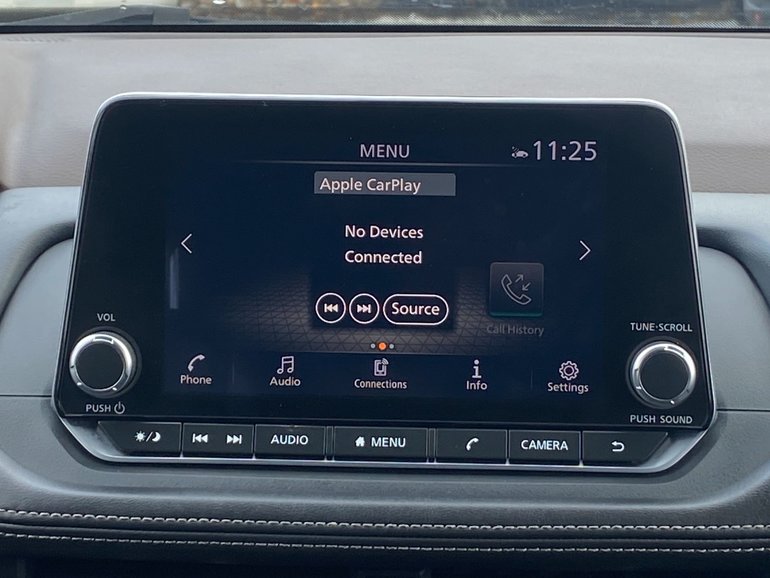 MENU
11:25
Apple CarPlay
No Devices
Connected
Source
Call History
VOL
PUSH
TUNE·SCROLL
PUSH SOUND
Phone
Audio
Connections
Info
Settings
AUDIO
MENU
CAMERA